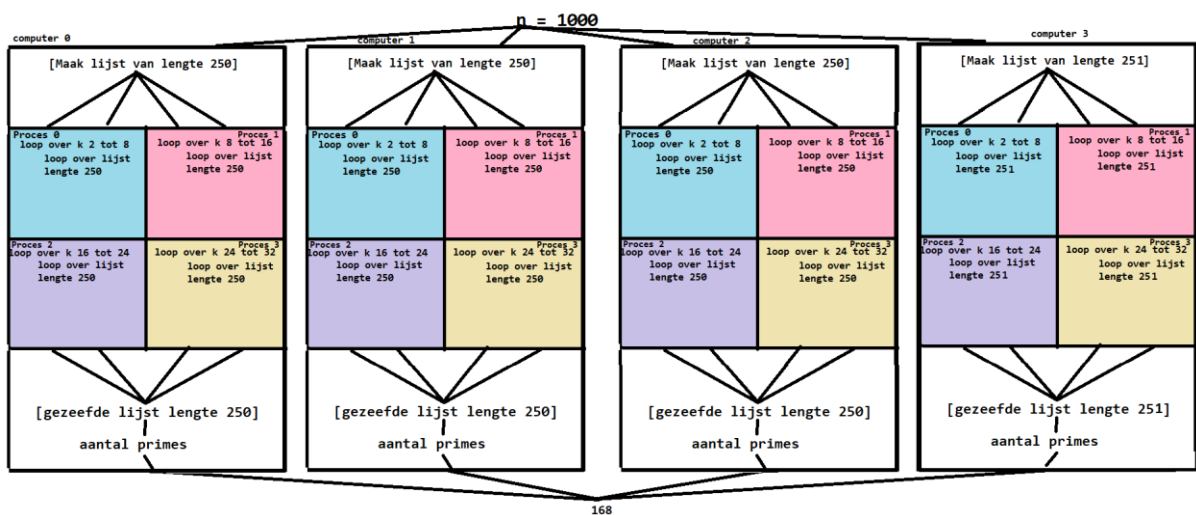 n = 1000
computer 0
[Maak lijst van lengte 250]
Proces 0
loop over k 2 tot 8
loop over lijst
lengte 250
Proces 1
loop over k 8 tot 16
loop over lijst
lengte 250
Proces 2
loop over k 16 tot 24
loop over lijst
lengte 250
Proces 3
loop over k 24 tot 32
loop over lijst
lengte 250
[gezeefde lijst lengte 250]
aantal primes
computer 1
[Maak lijst van lengte 250]
Proces 0
loop over k 2 tot 8
loop over lijst
lengte 250
Proces 1
loop over k 8 tot 16
loop over lijst
lengte 250
Proces 2
loop over k 16 tot 24
loop over lijst
lengte 250
Proces 3
loop over k 24 tot 32
loop over lijst
lengte 250
[gezeefde lijst lengte 250]
aantal primes
computer 2
[Maak lijst van lengte 250]
Proces 0
loop over k 2 tot 8
loop over lijst
lengte 250
Proces 1
loop over k 8 tot 16
loop over lijst
lengte 250
Proces 2
loop over k 16 tot 24
loop over lijst
lengte 250
Proces 3
loop over k 24 tot 32
loop over lijst
lengte 250
[gezeefde lijst lengte 250]
aantal primes
computer 3
[Maak lijst van lengte 251]
Proces 0
loop over k 2 tot 8
loop over lijst
lengte 251
Proces 1
loop over k 8 tot 16
loop over lijst
lengte 251
Proces 2
loop over k 16 tot 24
loop over lijst
lengte 251
Proces 3
loop over k 24 tot 32
loop over lijst
lengte 251
[gezeefde lijst lengte 251]
aantal primes
168